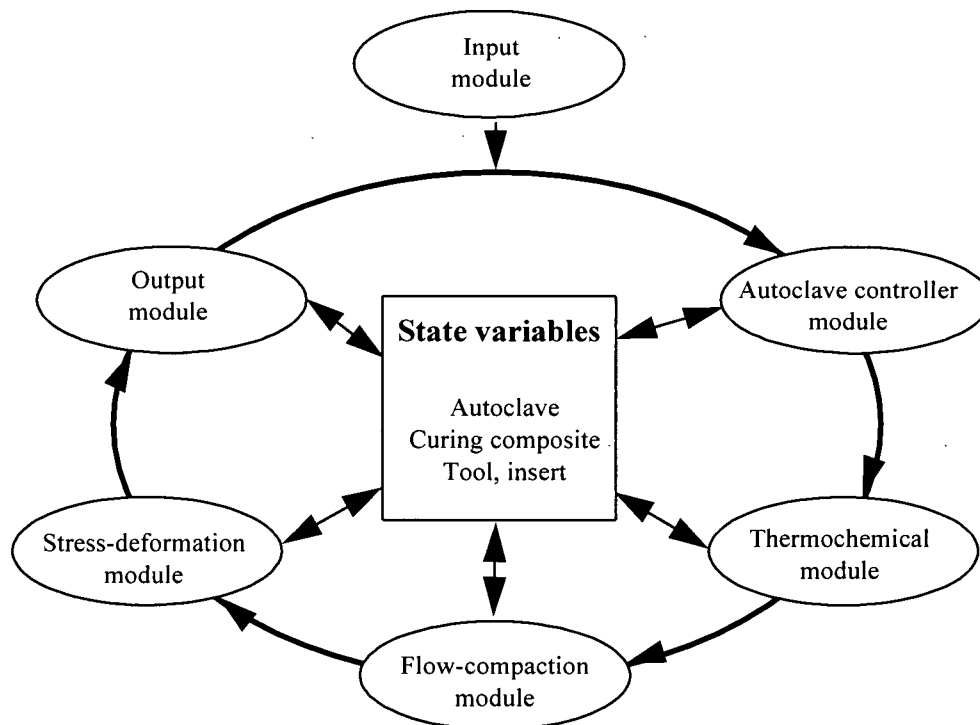 Input
module
Output
module
Autoclave controller
module
State variables
Autoclave
Curing composite
Tool, insert
Stress-deformation
module
Thermochemical
module
Flow-compaction
module